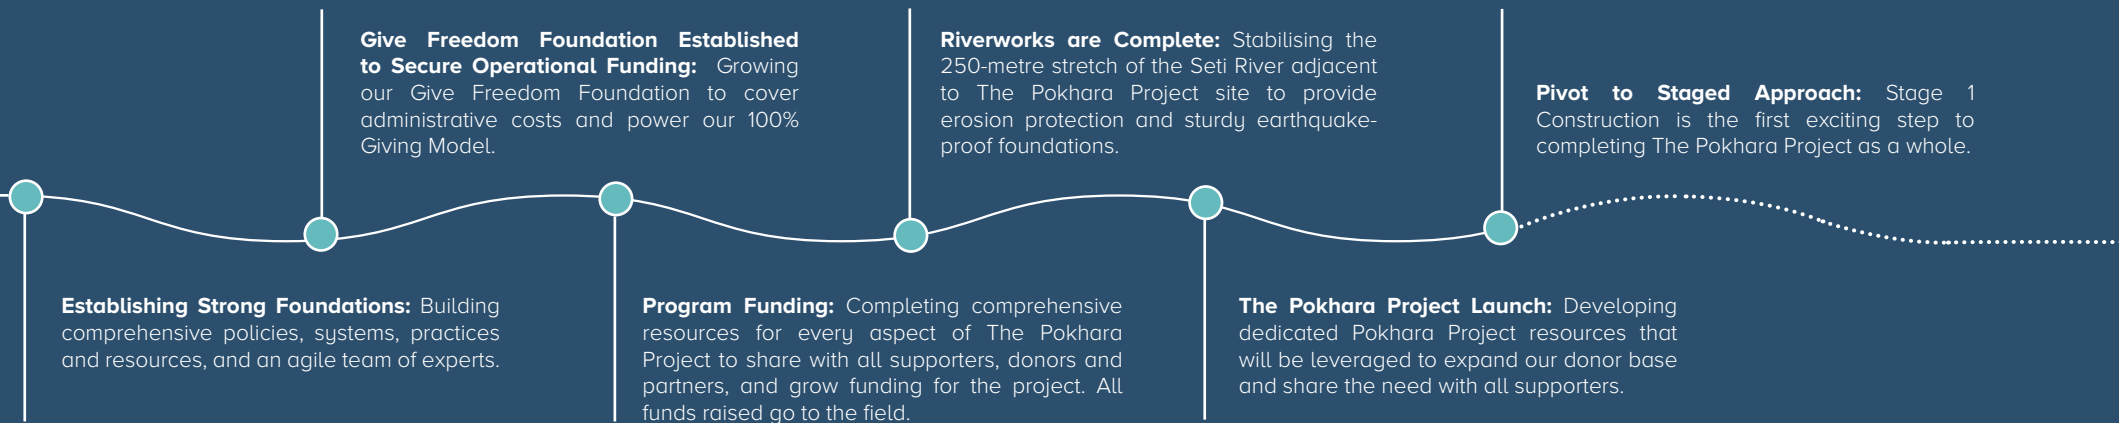 Give Freedom Foundation Established
to Secure Operational Funding: Growing
our Give Freedom Foundation to cover
administrative costs and power our 100%
Giving Model.
Riverworks are Complete: Stabilising the
250-metre stretch of the Seti River adjacent
to The Pokhara Project site to provide
erosion protection and sturdy earthquake-
proof foundations.
Pivot to Staged Approach: Stage 1
Construction is the first exciting step to
completing The Pokhara Project as a whole.
Establishing Strong Foundations: Building
comprehensive policies, systems, practices
and resources, and an agile team of experts.
Program Funding: Completing comprehensive
resources for every aspect of The Pokhara
Project to share with all supporters, donors and
partners, and grow funding for the project. All
funds raised go to the field.
The Pokhara Project Launch: Developing
dedicated Pokhara Project resources that
will be leveraged to expand our donor base
and share the need with all supporters.